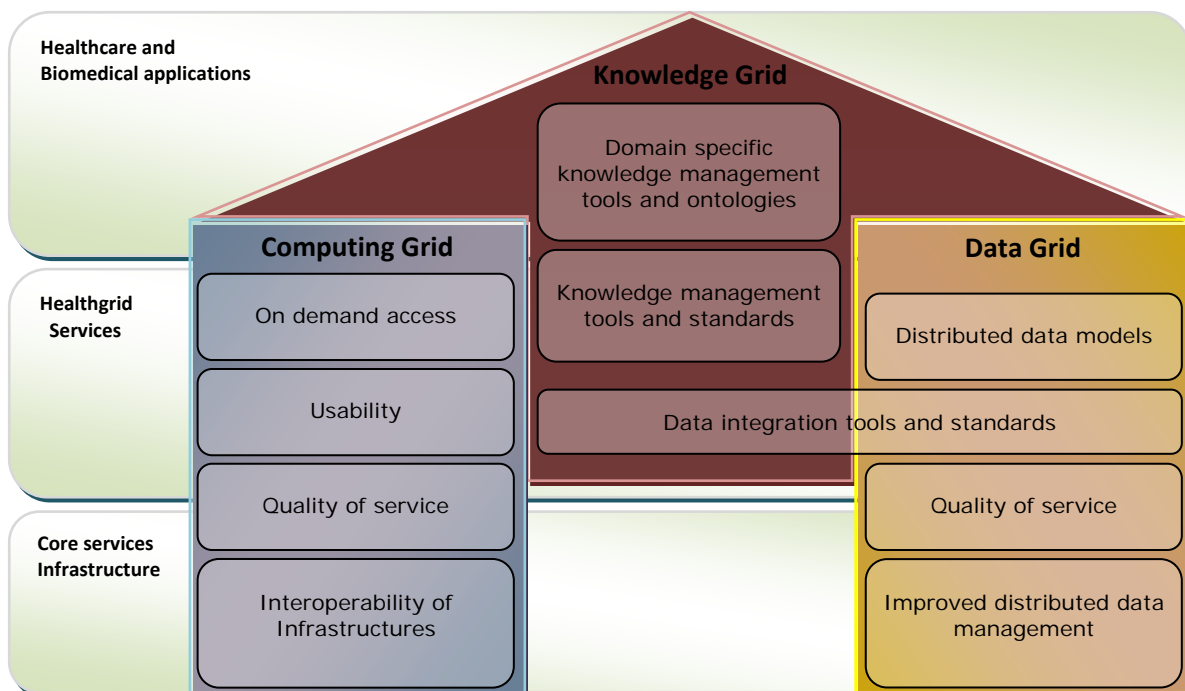 Healthcare and
Biomedical applications
Knowledge Grid
Domain specific
knowledge management
tools and ontologies
Computing Grid
Data Grid
Healthgrid
Services
On demand access
Knowledge management
tools and standards
Distributed data models
Usability
Data integration tools and standards
Quality of service
Quality of service
Core services
Infrastructure
Interoperability of
Infrastructures
Improved distributed data
management